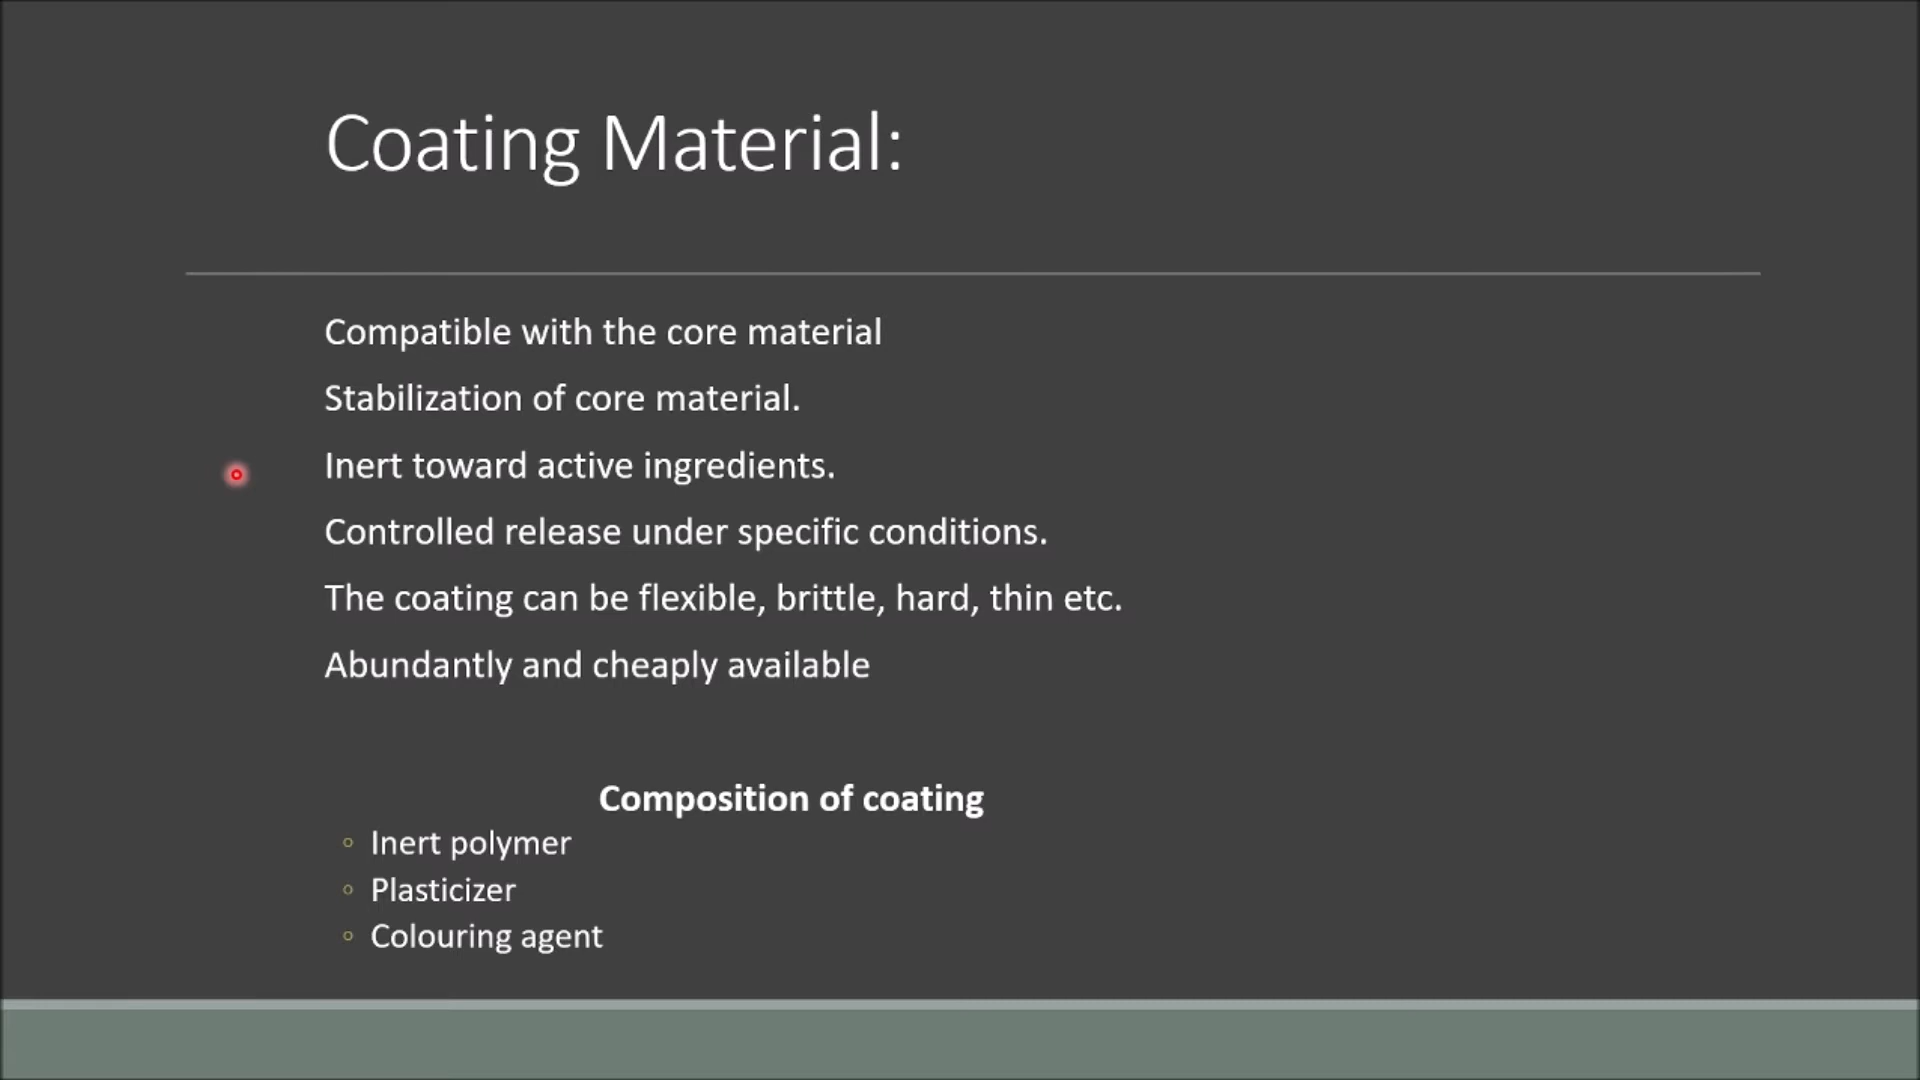 Coating Material:
Compatible with the core material
Stabilization of core material.
Inert toward active ingredients.
Controlled release under specific conditions.
The coating can be flexible, brittle, hard, thin etc.
Abundantly and cheaply available
Composition of coating
◦ Inert polymer
◦ Plasticizer
◦ Colouring agent